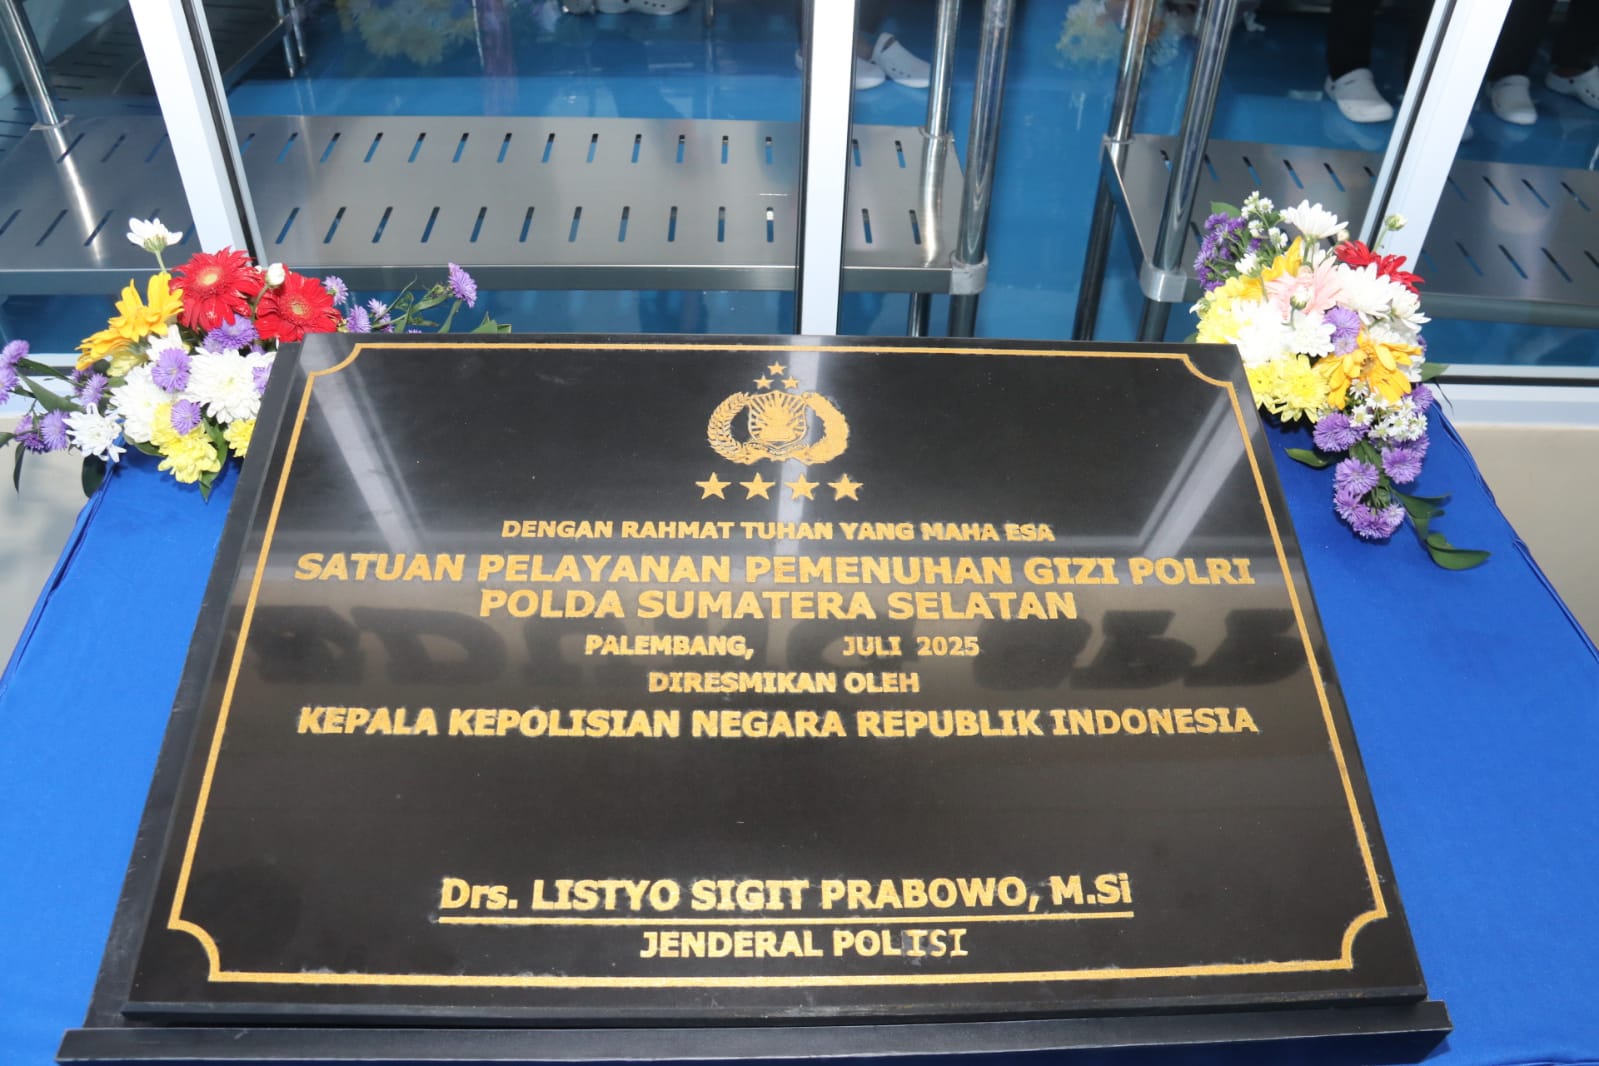 DENGAN RAHMAT TUHAN YANG MAHA ESA
SATUAN PELAYANAN PEMENUHAN GIZI POLRI
POLDA SUMATERA SELATAN
PALEMBANG, JULI 2025
DIRESMIKAN OLEH
KEPALA KEPOLISIAN NEGARA REPUBLIK INDONESIA
Drs. LISTYO SIGIT PRABOWO, M.Si
JENDERAL POLISI